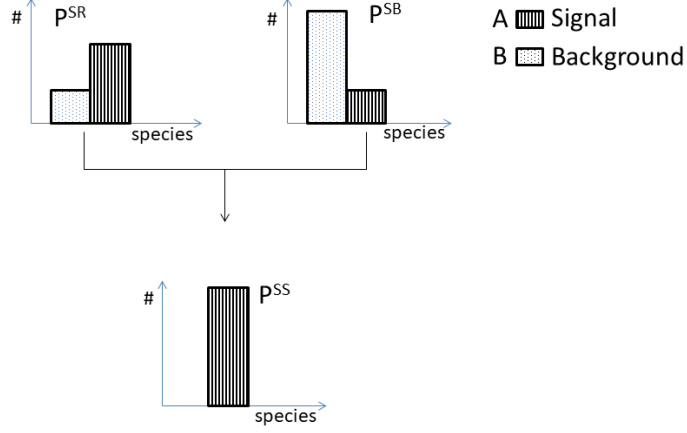 # P^SR
species
# P^SB
species
A Signal
B Background
# P^SS
species